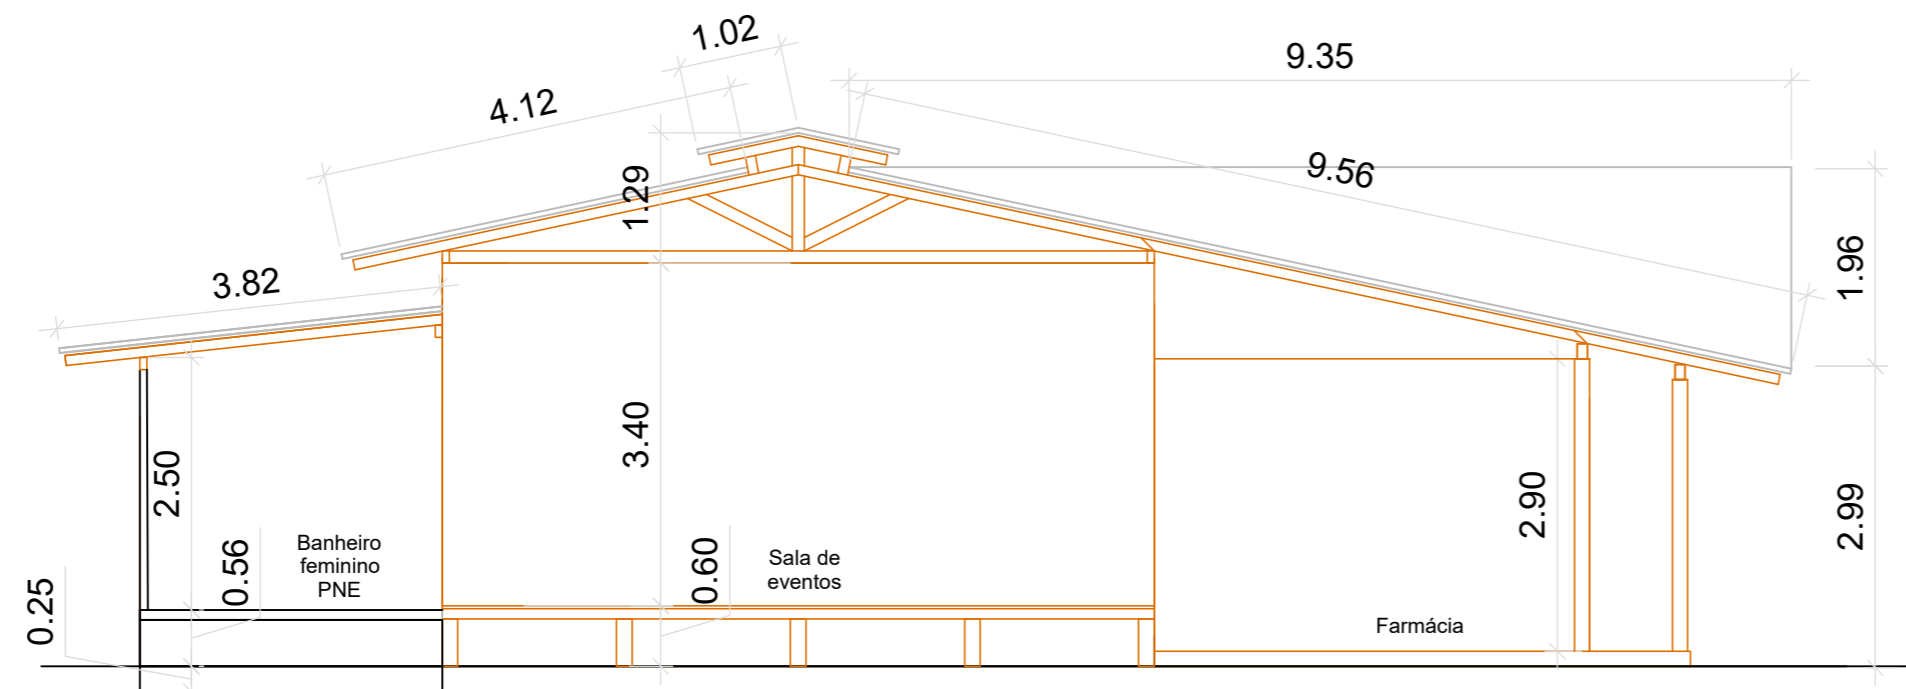 1.02
9.35
4.12
9.56
1.29
1.96
3.82
3.40
2.50
2.90
2.99
0.56
Banheiro
feminino
PNE
0.60
Sala de
eventos
0.25
Farmácia